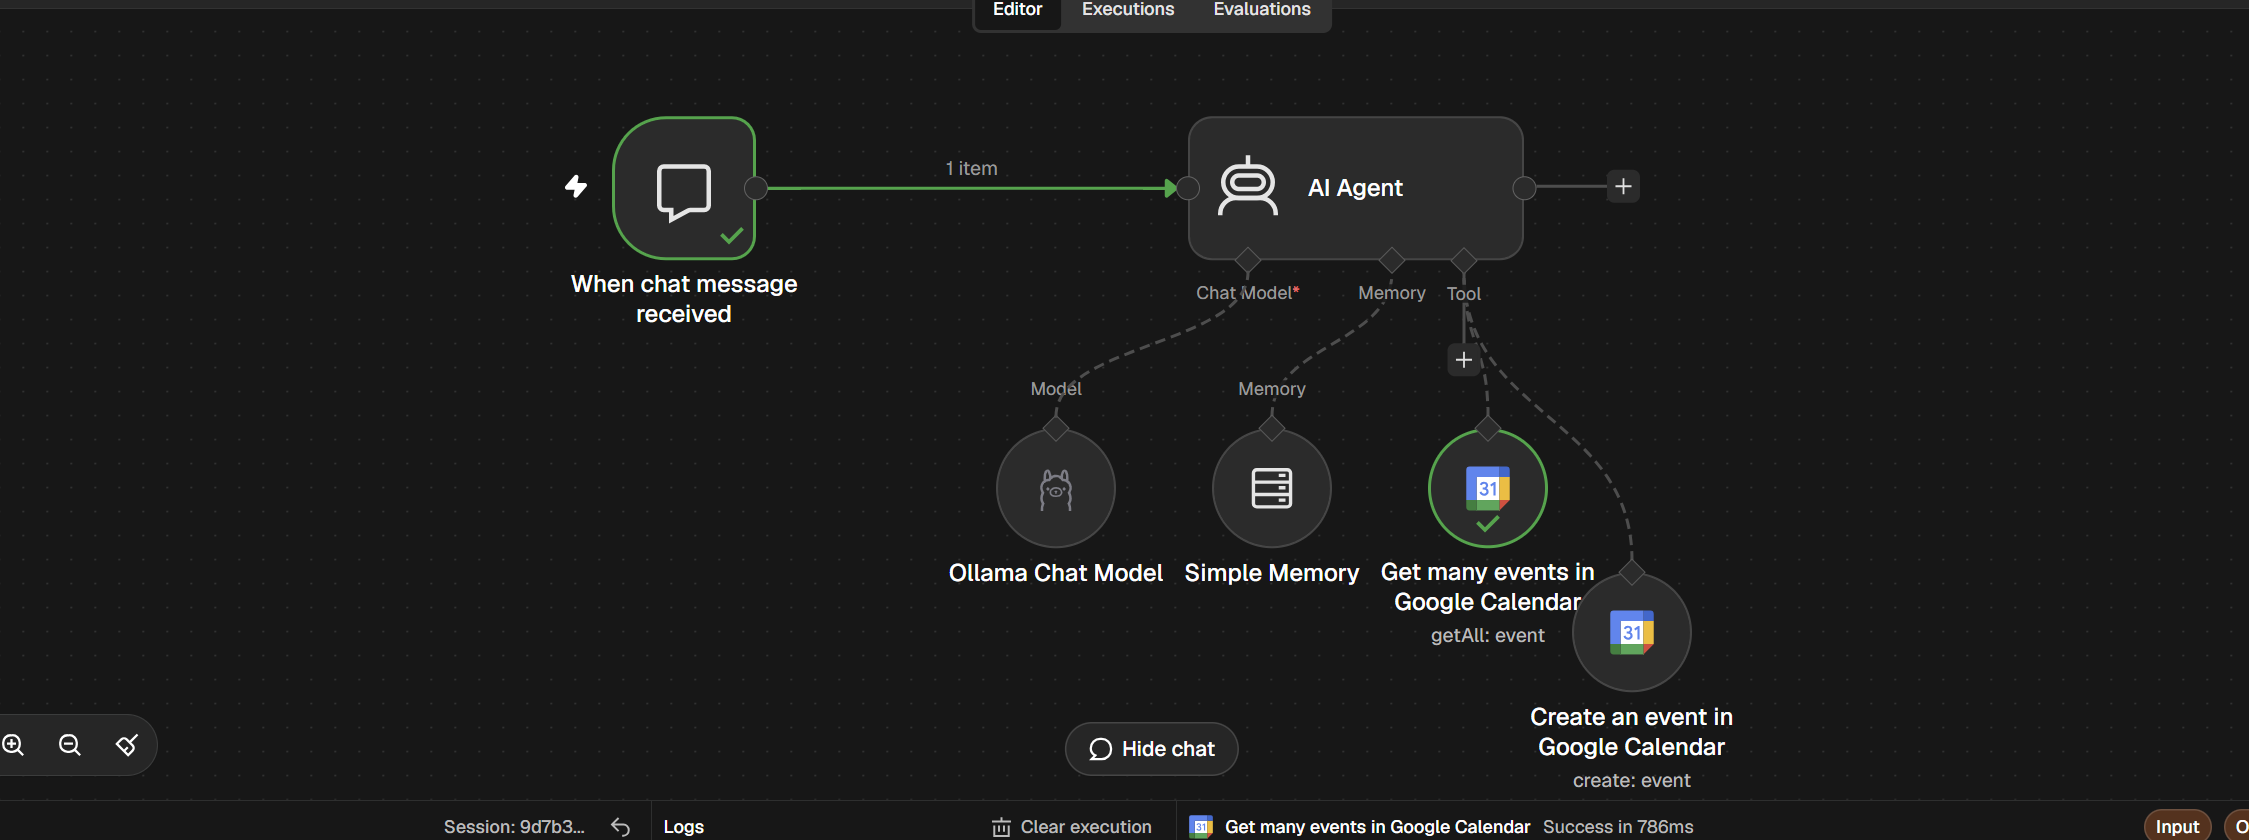 Editor
Executions
Evaluations
1 item
AI Agent
When chat message
received
Chat Model*
Memory
Tool
Model
Memory
31
Ollama Chat Model
Simple Memory
Get many events in
Google Calendar
getAll: event
31
Create an event in
Google Calendar
create: event
Hide chat
Session: 9d7b3...
Logs
Clear execution
31
Get many events in Google Calendar
Success in 786ms
Input